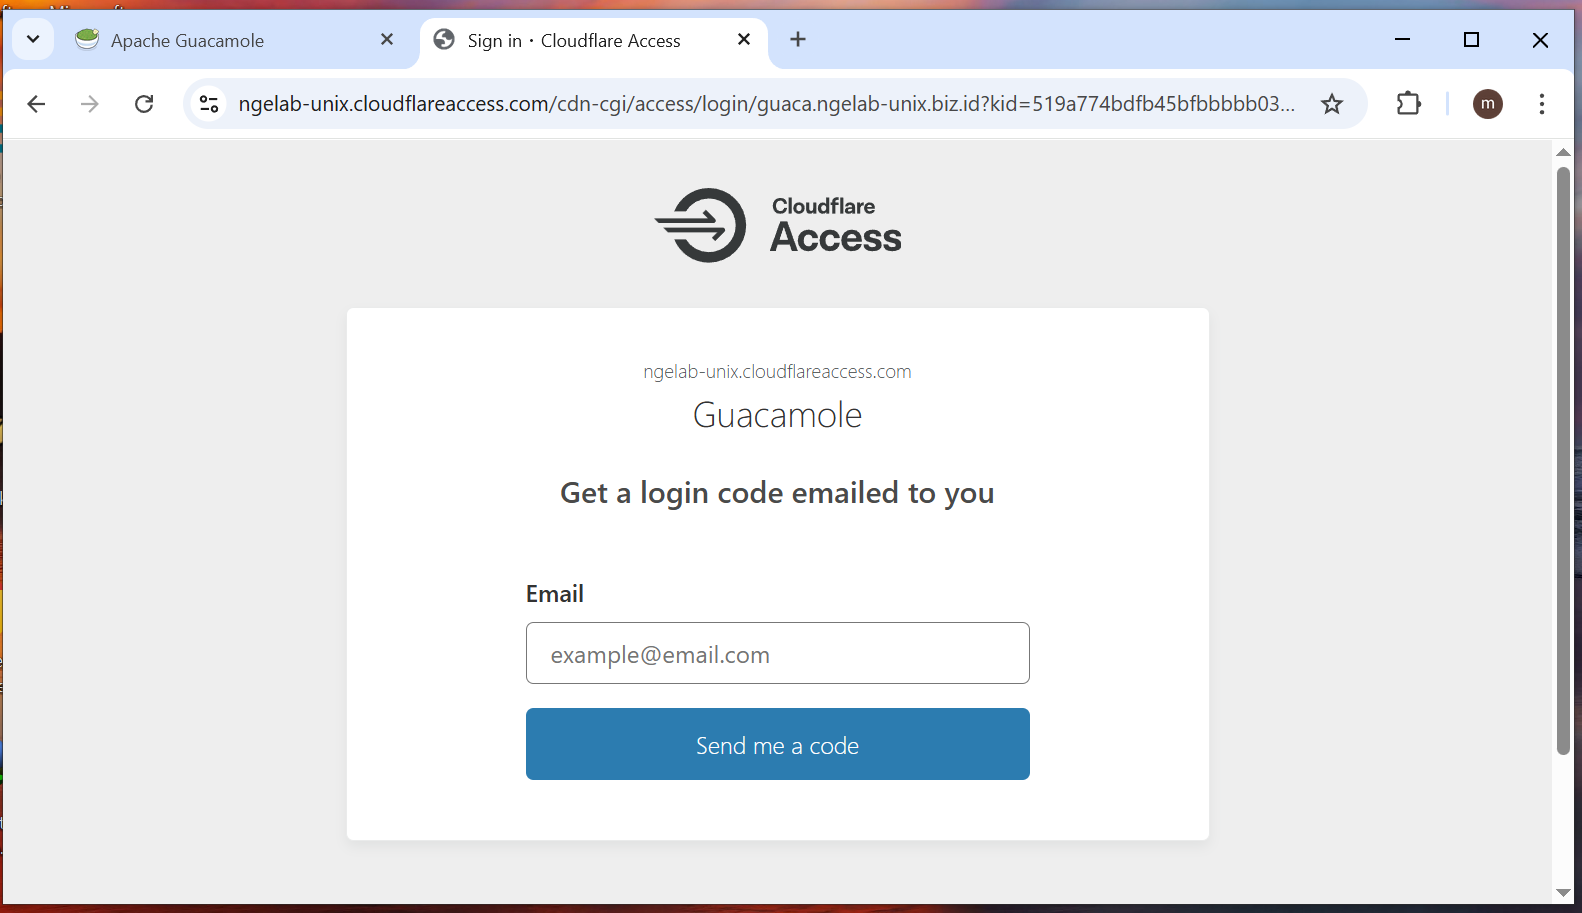 Apache Guacamole
Sign in · Cloudflare Access
ngelab-unix.cloudflareaccess.com/cdn-cgi/access/login/guaca.ngelab-unix.biz.id?kid=519a774bdfb45bfbbbbb03...
m
Cloudflare
Access
ngelab-unix.cloudflareaccess.com
Guacamole
Get a login code emailed to you
Email
example@email.com
Send me a code